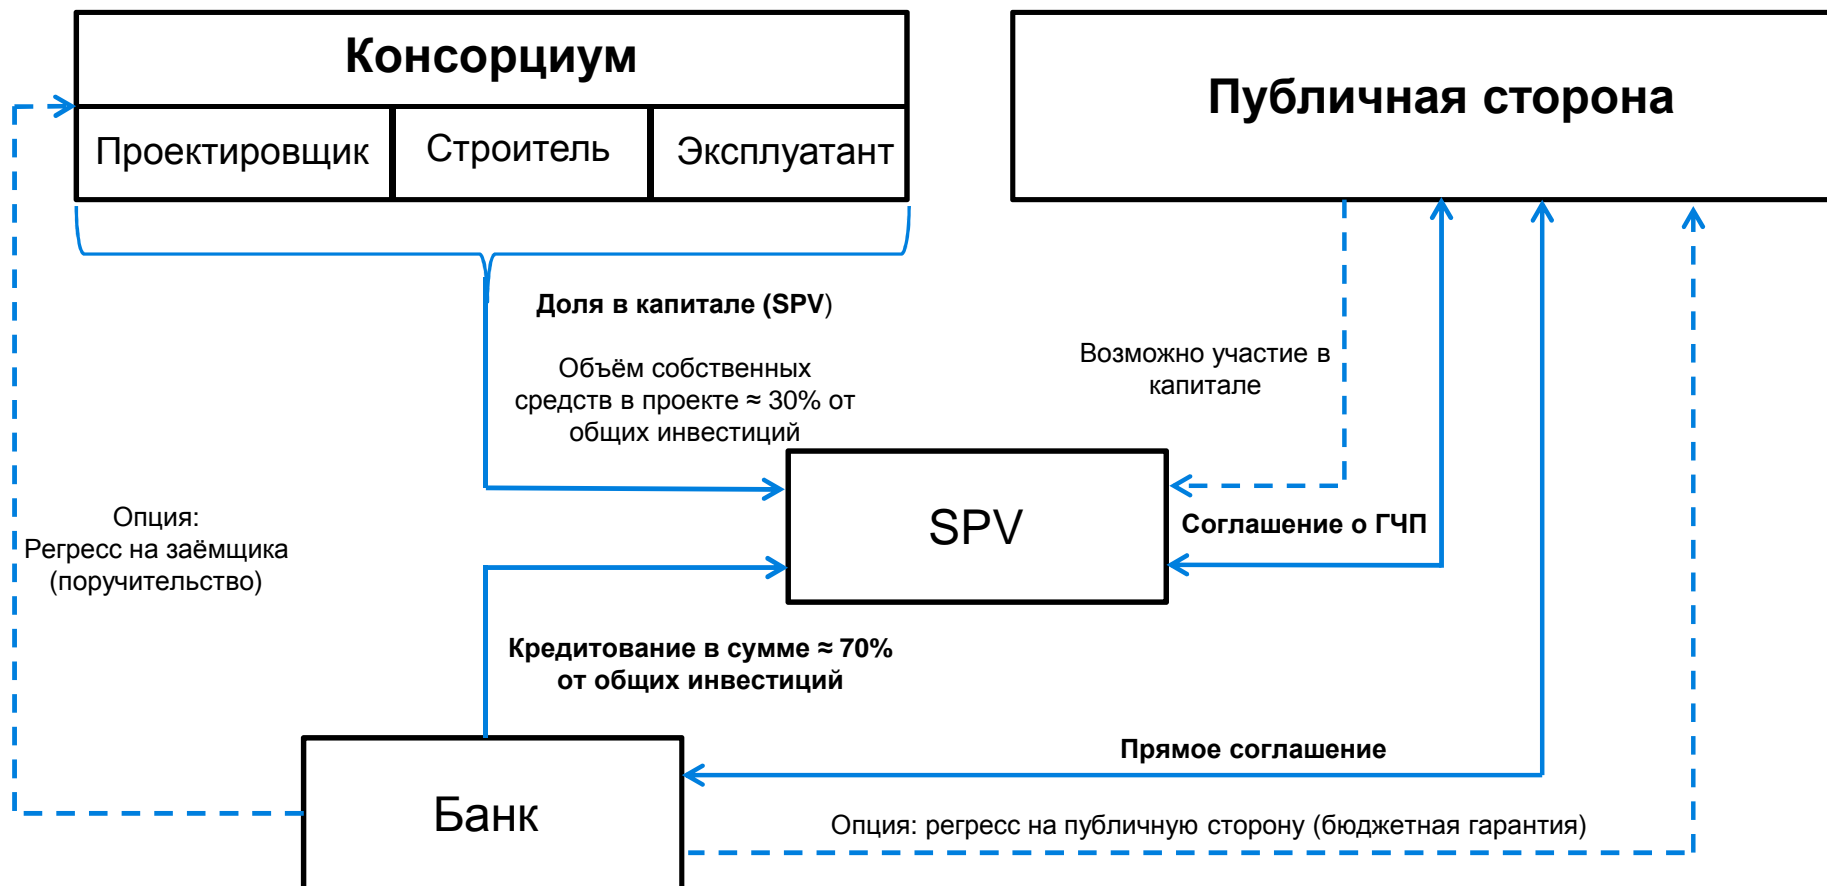 Консорциум
Публичная сторона
Проектировщик
Строитель
Эксплуатант
Доля в капитале (SPV)
Объём собственных
средств в проекте ≈ 30% от
общих инвестиций
Возможно участие в
капитале
SPV
Соглашение о ГЧП
Опция:
Регресс на заёмщика
(поручительство)
Кредитование в сумме ≈ 70%
от общих инвестиций
Прямое соглашение
Банк
Опция: регресс на публичную сторону (бюджетная гарантия)